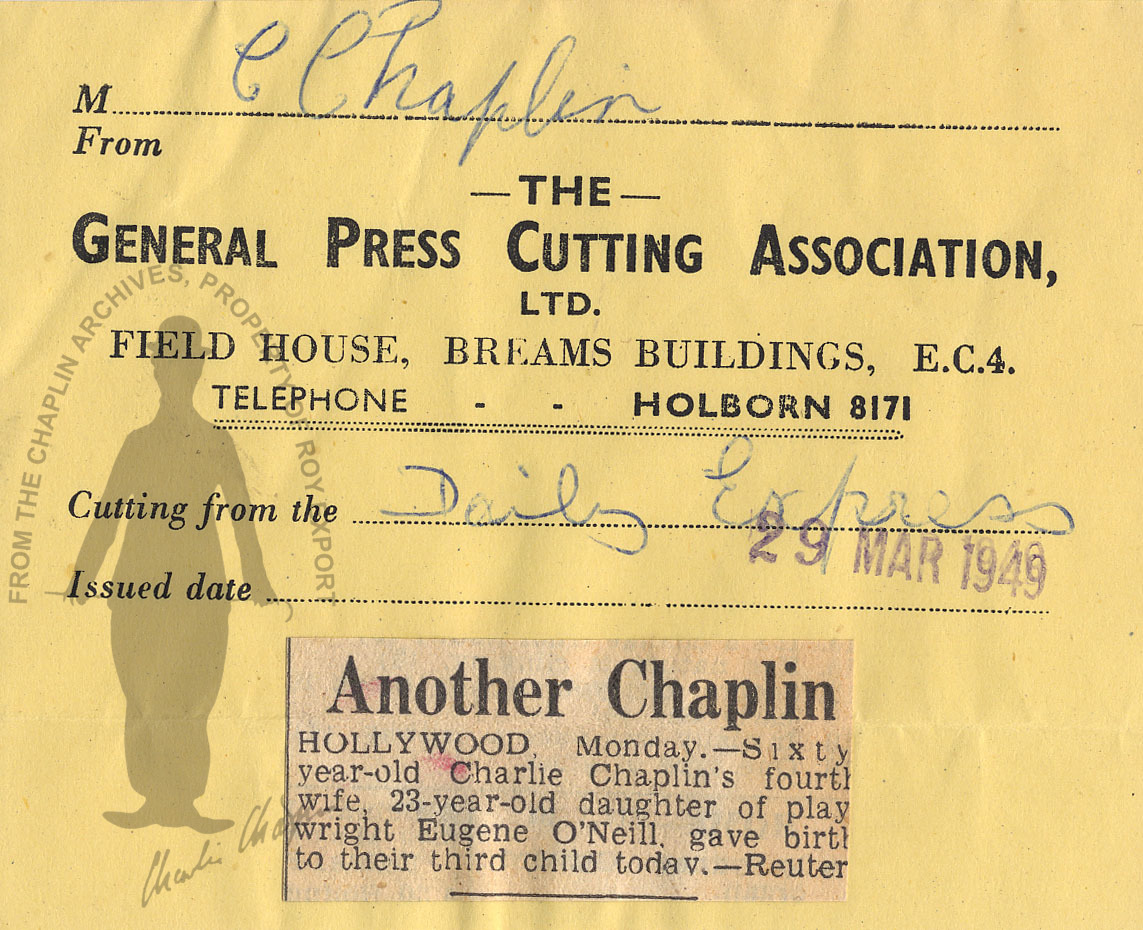 M C Chaplin
From
—THE—
GENERAL PRESS CUTTING ASSOCIATION,
LTD.
FIELD HOUSE, BREAMS BUILDINGS, E.C.4.
TELEPHONE - - HOLBORN 8171
Cutting from the Daily Express
29 MAR 1949
Issued date
Another Chaplin
HOLLYWOOD, Monday.—Sixty
year-old Charlie Chaplin's fourth
wife, 23-year-old daughter of play
wright Eugene O'Neill, gave birth
to their third child today.—Reuter
FROM THE CHAPLIN ARCHIVES, PROPERTY OF ROY EXPORT
Charlie Chaplin